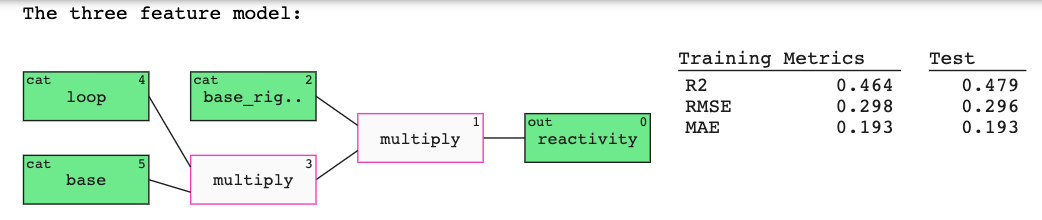 The three feature model:
Training Metrics Test
R2 0.464 0.479
RMSE 0.298 0.296
MAE 0.193 0.193
cat 4
loop
cat 2
base_rig..
1
multiply
out 0
reactivity
cat 5
base
3
multiply